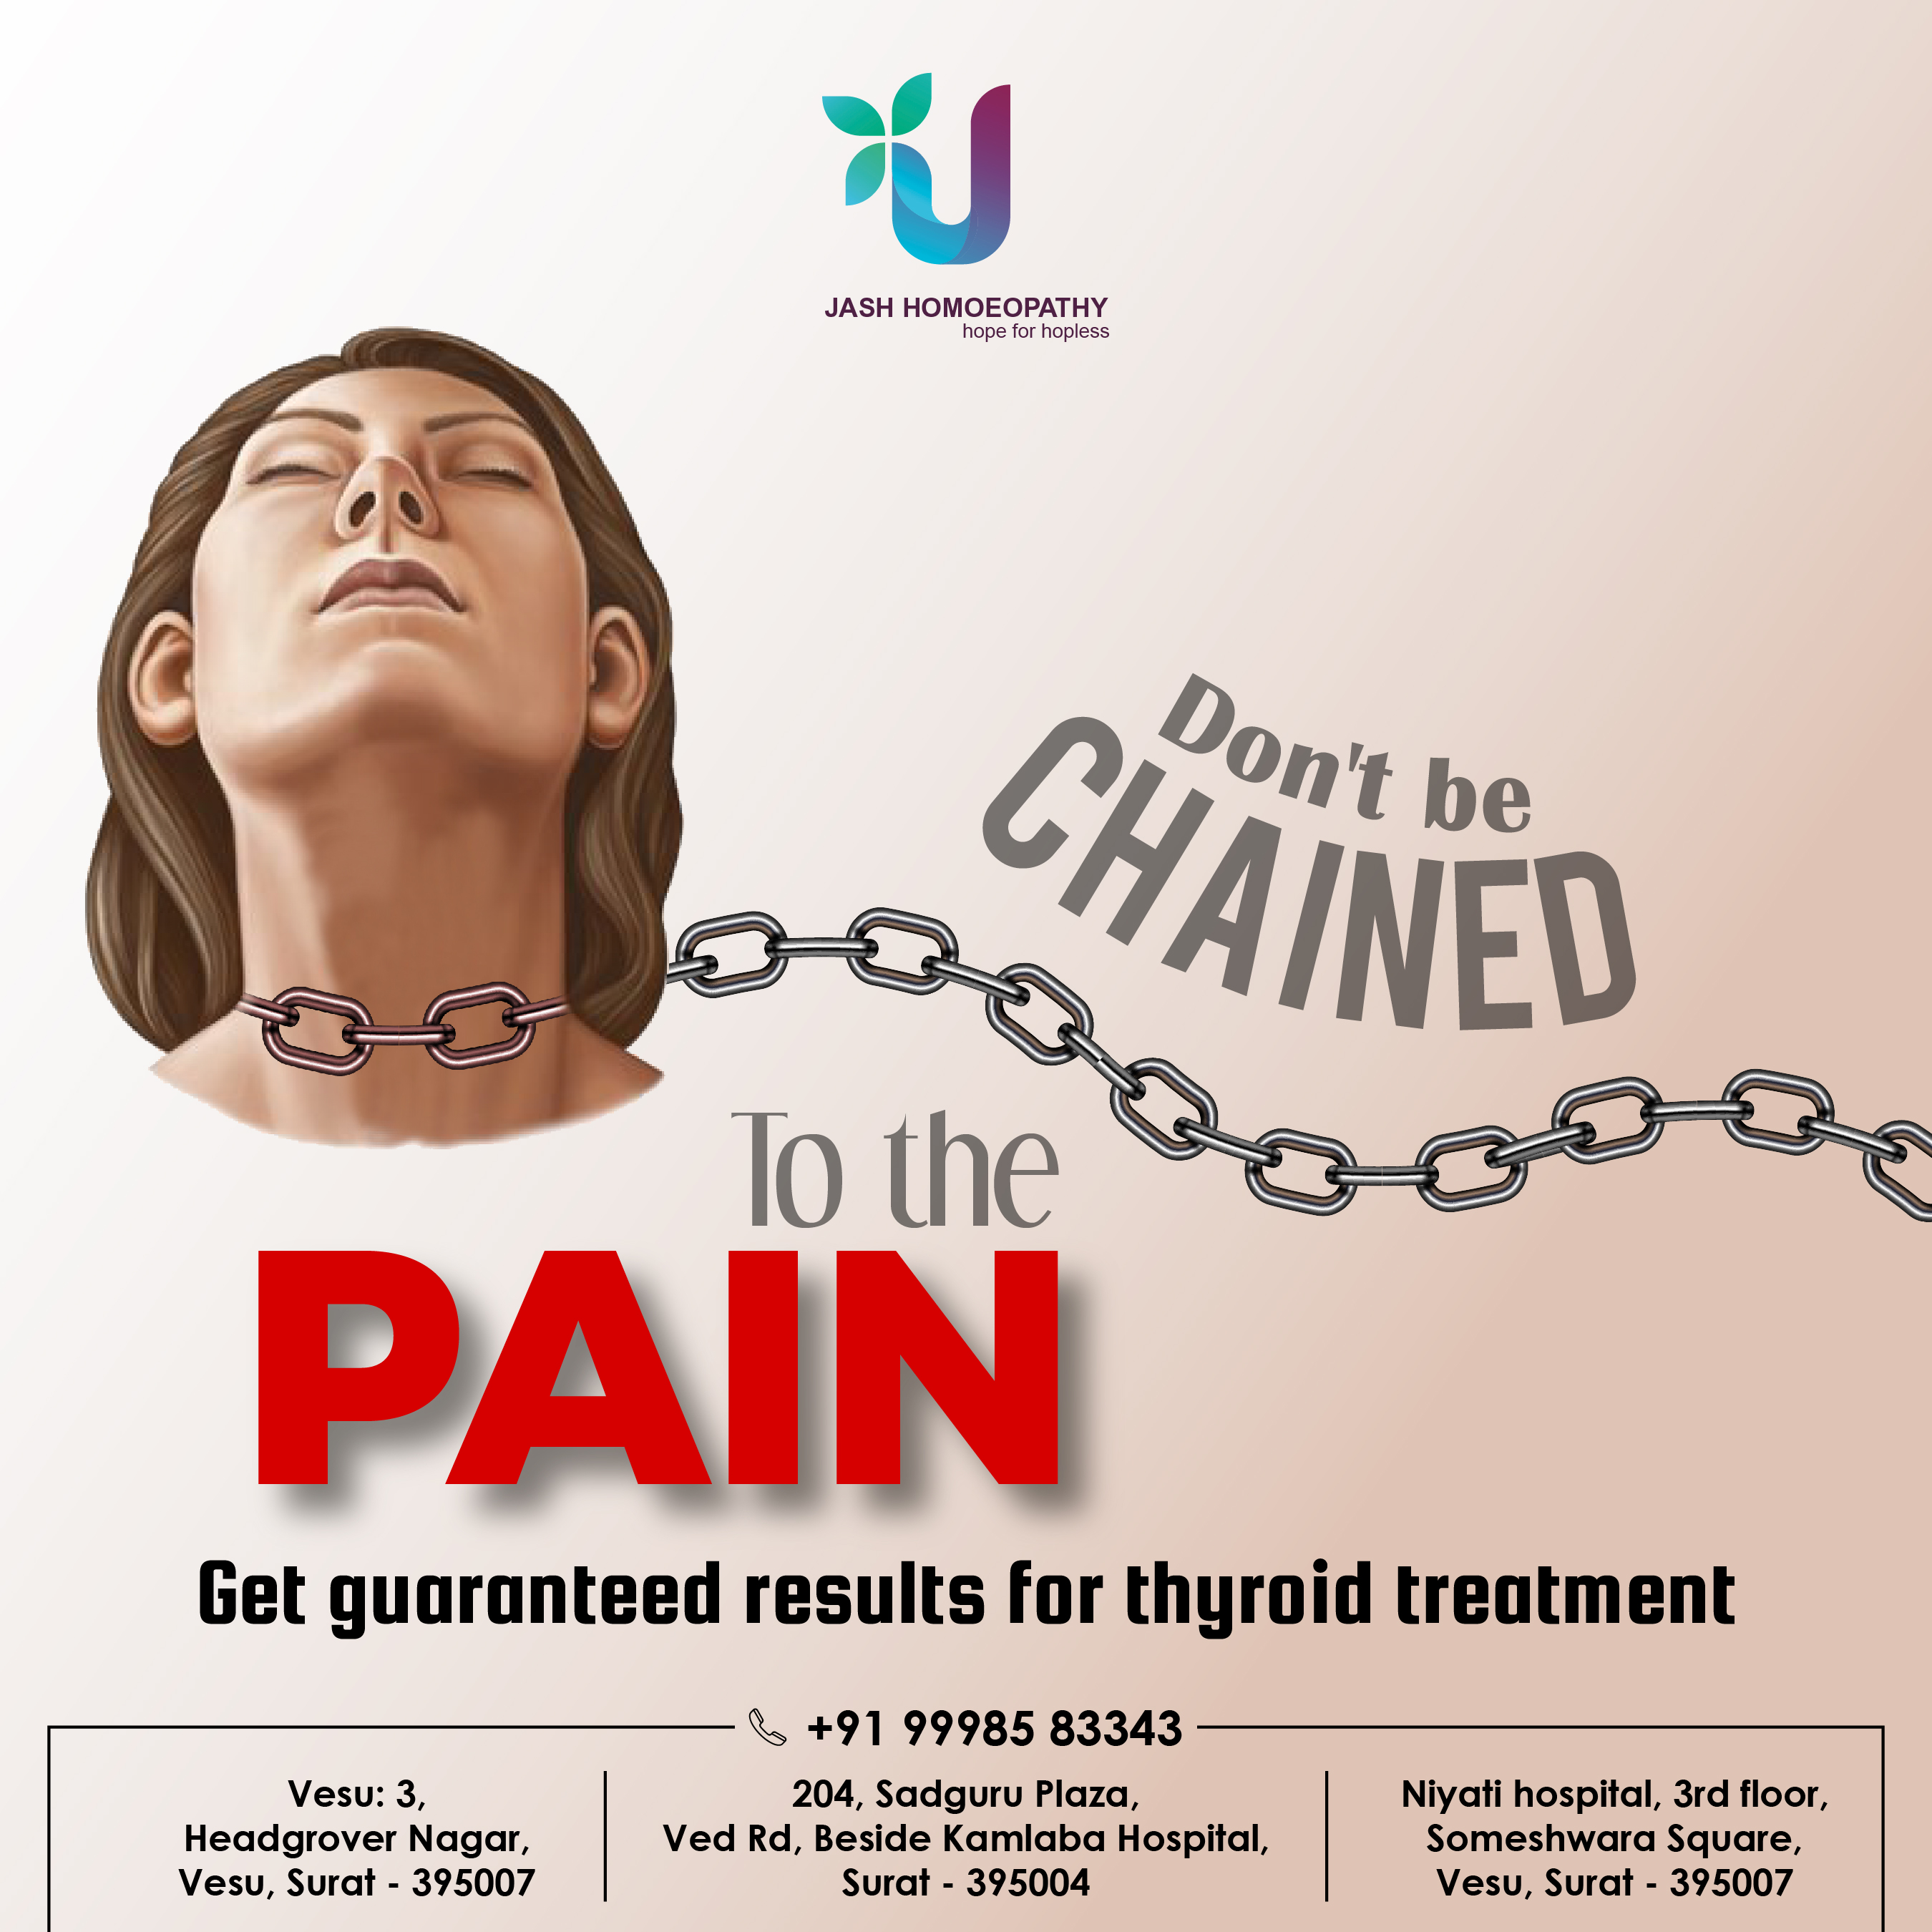 JASH HOMOEOPATHY
hope for hopless
Don't be
CHAINED
To the
PAIN
Get guaranteed results for thyroid treatment
+91 99985 83343
Vesu: 3,
Headgrover Nagar,
Vesu, Surat - 395007
204, Sadguru Plaza,
Ved Rd, Beside Kamlaba Hospital,
Surat - 395004
Niyati hospital, 3rd floor,
Someshwara Square,
Vesu, Surat - 395007